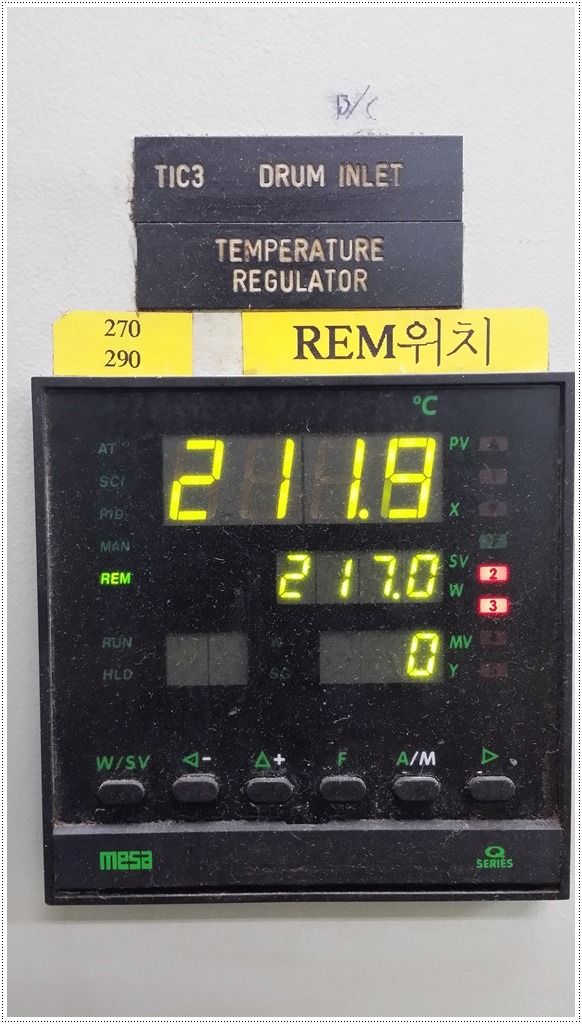 B/C
TIC3 DRUM INLET
TEMPERATURE
REGULATOR
270
290
REM위치
°C
AT
211.8
PV
SCI
X
MAN
217.0
SV
2
REM
W
3
RUN
0
MV
HLD
SG
Y
W/SV ◁- △+ F A/M ▷
mesa
Q
SERIES